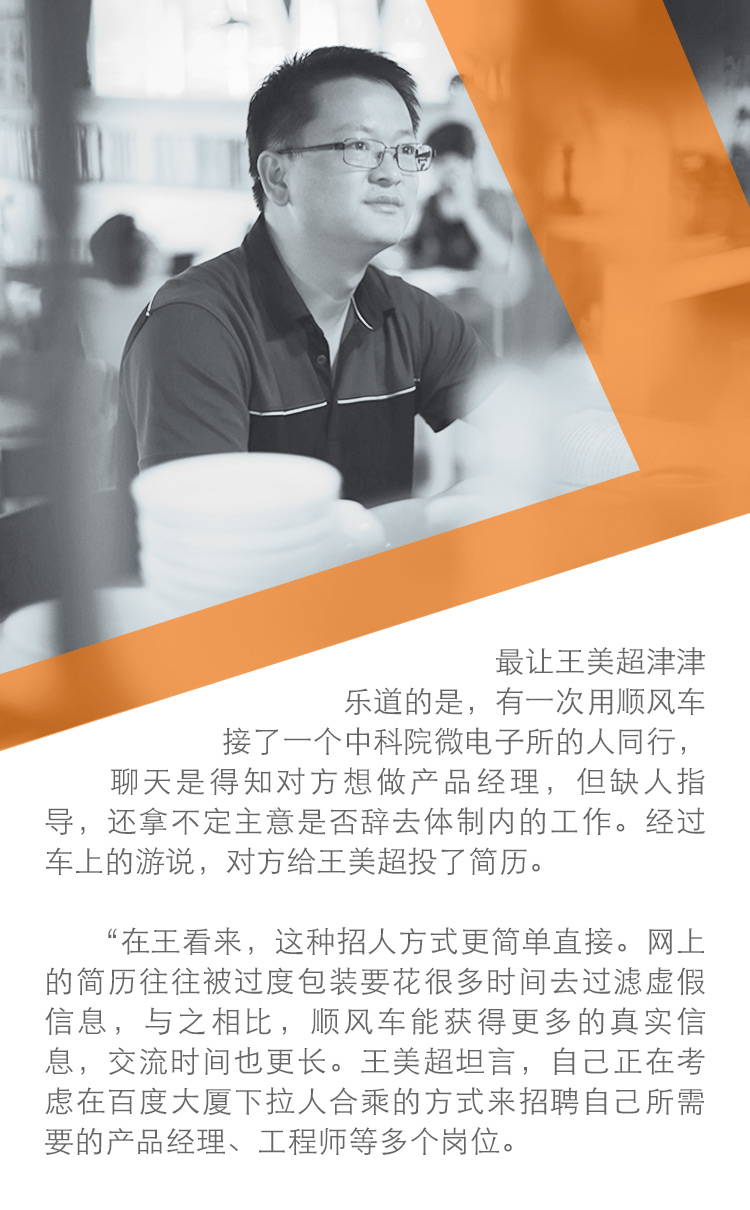 最让王美超津津
乐道的是，有一次用顺风车
接了一个中科院微电子所的人同行，
聊天是得知对方想做产品经理，但缺人指
导，还拿不定主意是否辞去体制内的工作。经过
车上的游说，对方给王美超投了简历。
“在王看来，这种招人方式更简单直接。网上
的简历往往被过度包装要花很多时间去过滤虚假
信息，与之相比，顺风车能获得更多的真实信
息，交流时间也更长。王美超坦言，自己正在考
虑在百度大厦下拉人合乘的方式来招聘自己所需
要的产品经理、工程师等多个岗位。